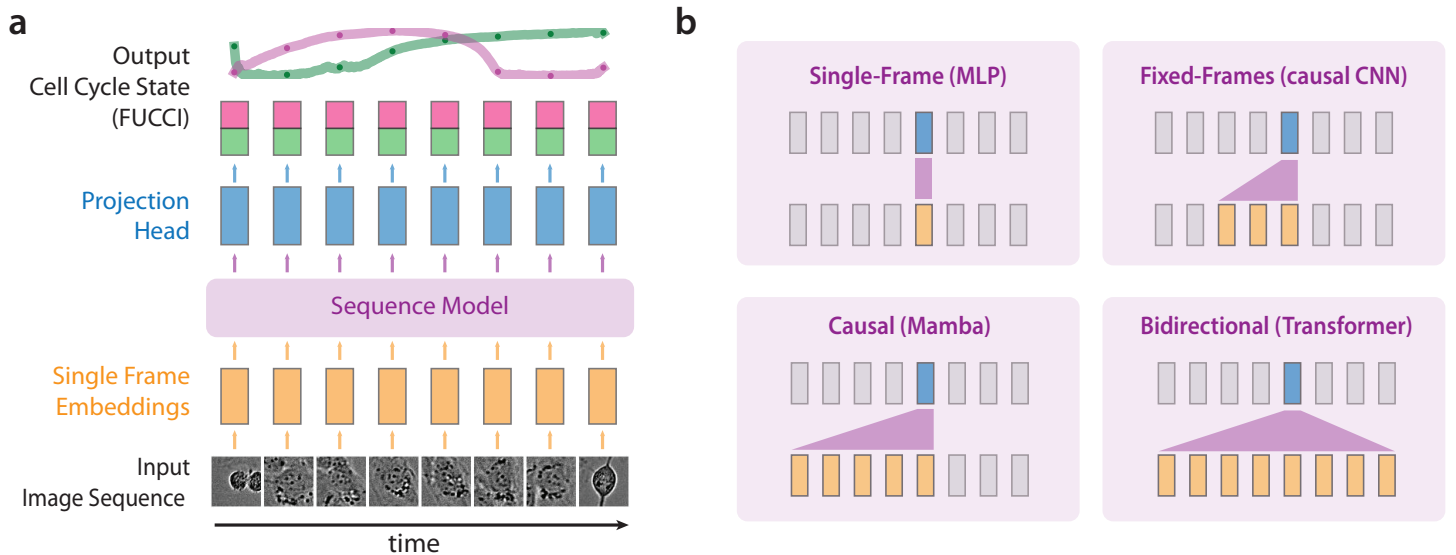 a
Output
Cell Cycle State
(FUCCI)
Projection
Head
Sequence Model
Single Frame
Embeddings
Input
Image Sequence
time
b
Single-Frame (MLP)
Fixed-Frames (causal CNN)
Causal (Mamba)
Bidirectional (Transformer)